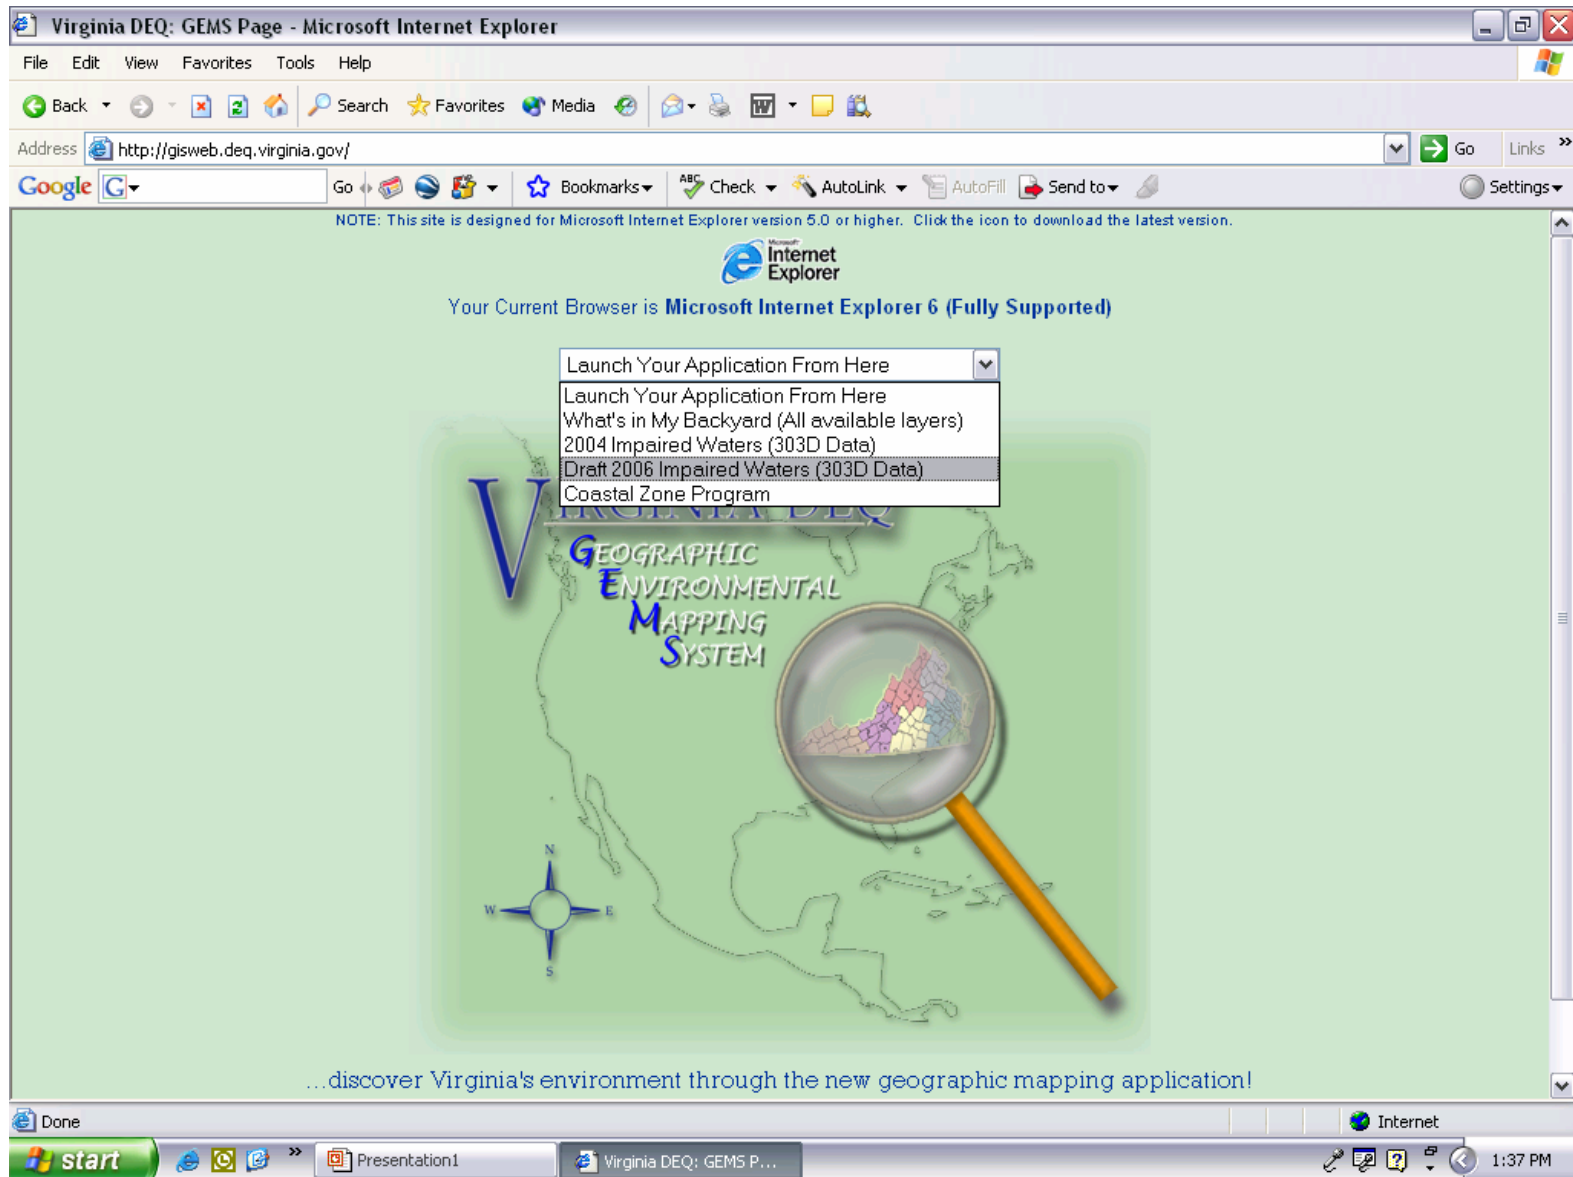 Virginia DEQ: GEMS Page - Microsoft Internet Explorer
File Edit View Favorites Tools Help
Back Search Favorites Media
Address http://gisweb.deq.virginia.gov/ Go Links »
Google G Go Bookmarks ABC Check AutoLink AutoFill Send to Settings
NOTE: This site is designed for Microsoft Internet Explorer version 5.0 or higher. Click the icon to download the latest version.
Microsoft
Internet
Explorer
Your Current Browser is Microsoft Internet Explorer 6 (Fully Supported)
Launch Your Application From Here
Launch Your Application From Here
What's in My Backyard (All available layers)
2004 Impaired Waters (303D Data)
Draft 2006 Impaired Waters (303D Data)
Coastal Zone Program
VIRGINIA DEQ
GEOGRAPHIC
ENVIRONMENTAL
MAPPING
SYSTEM
N
W E
S
...discover Virginia's environment through the new geographic mapping application!
Done Internet
start » Presentation1 Virginia DEQ: GEMS P... 1:37 PM